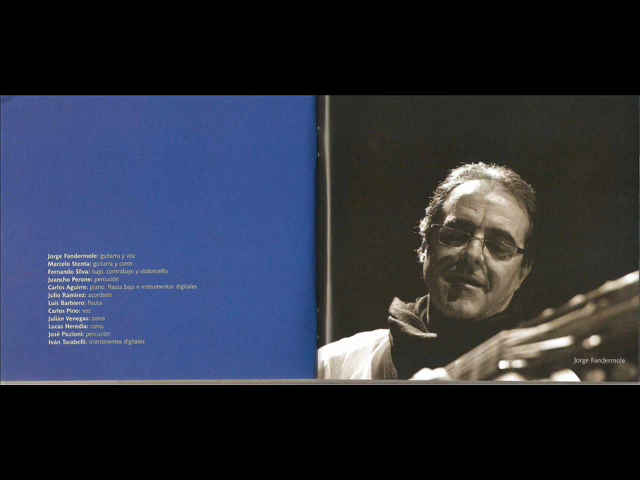 Jorge Fandermole: guitarra y voz
Marcelo Stenta: guitarra y coros
Fernando Silva: bajo, contrabajo y violoncello
Juancho Perone: percusión
Carlos Aguirre: piano, flauta baja e instrumentos digitales
Julio Ramírez: acordeón
Luis Barbiero: flauta
Carlos Pino: voz
Julián Venegas: coros
Lucas Heredia: coros
José Piccioni: percusión
Iván Tarabelli: instrumentos digitales
Jorge Fandermole